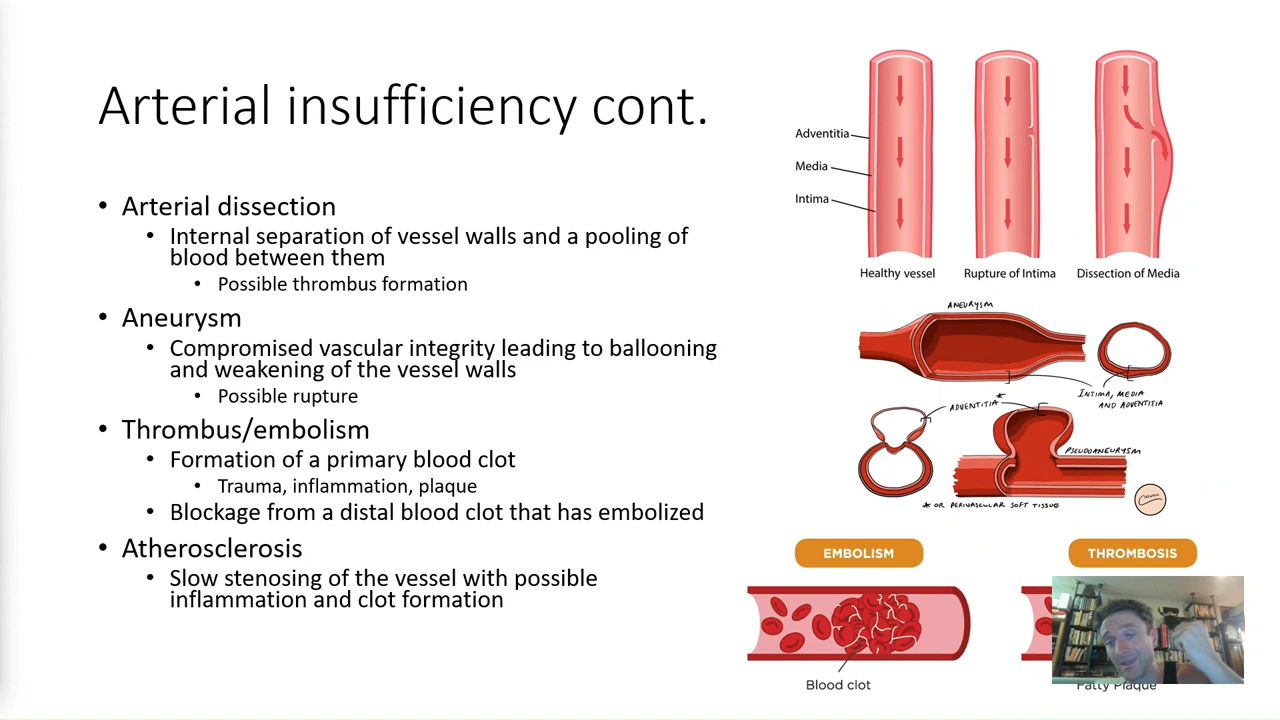 Arterial insufficiency cont.
• Arterial dissection
• Internal separation of vessel walls and a pooling of
blood between them
• Possible thrombus formation
• Aneurysm
• Compromised vascular integrity leading to ballooning
and weakening of the vessel walls
• Possible rupture
• Thrombus/embolism
• Formation of a primary blood clot
• Trauma, inflammation, plaque
• Blockage from a distal blood clot that has embolized
• Atherosclerosis
• Slow stenosing of the vessel with possible
inflammation and clot formation
Adventitia
Media
Intima
Healthy vessel
Rupture of Intima
Dissection of Media
ANEURYSM
INTIMA, MEDIA
AND ADVENTITIA
ADVENTITIA*
PSEUDOANEURYSM
* OR PERIVASCULAR SOFT TISSUE
EMBOLISM
THROMBOSIS
Blood clot
Fatty Plaque